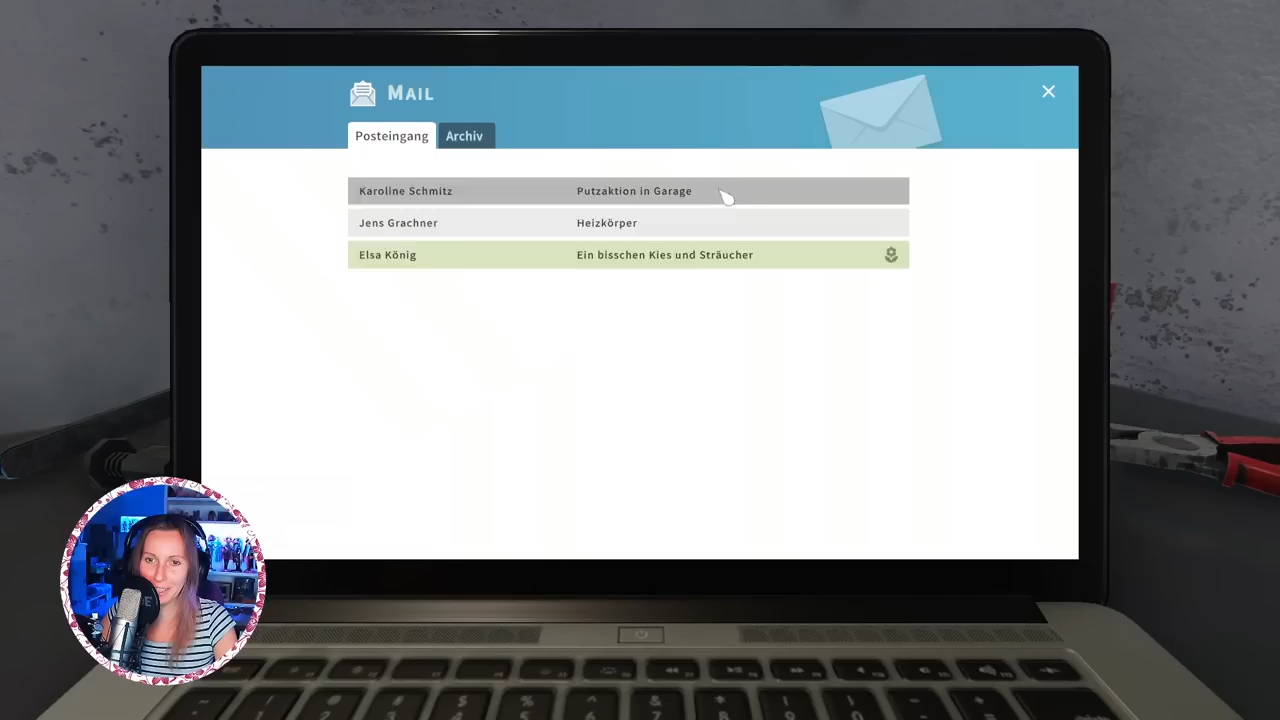 MAIL
Posteingang
Archiv
Karoline Schmitz Putzaktion in Garage
Jens Grachner Heizkörper
Elsa König Ein bisschen Kies und Sträucher